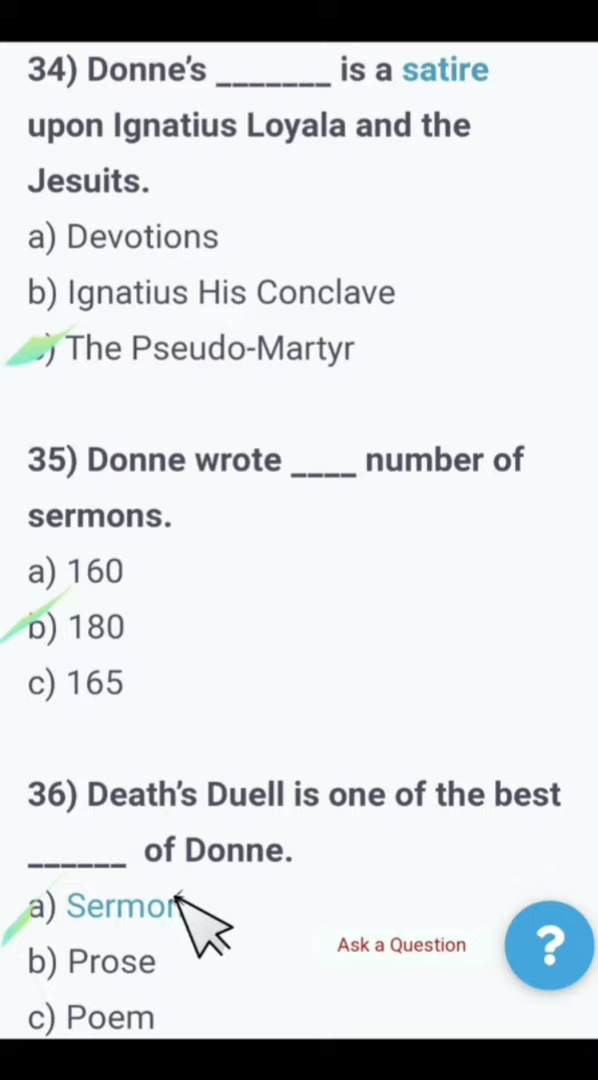 34) Donne's _______ is a satire
upon Ignatius Loyala and the
Jesuits.
a) Devotions
b) Ignatius His Conclave
) The Pseudo-Martyr
35) Donne wrote ____ number of
sermons.
a) 160
b) 180
c) 165
36) Death's Duell is one of the best
______ of Donne.
a) Sermon
b) Prose
c) Poem
Ask a Question
?